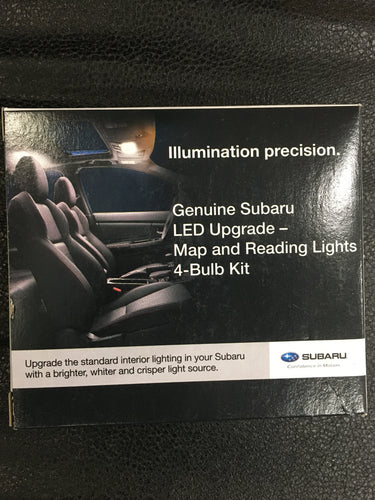 Illumination precision.
Genuine Subaru
LED Upgrade –
Map and Reading Lights
4-Bulb Kit
Upgrade the standard interior lighting in your Subaru
with a brighter, whiter and crisper light source.
SUBARU
Confidence in Motion